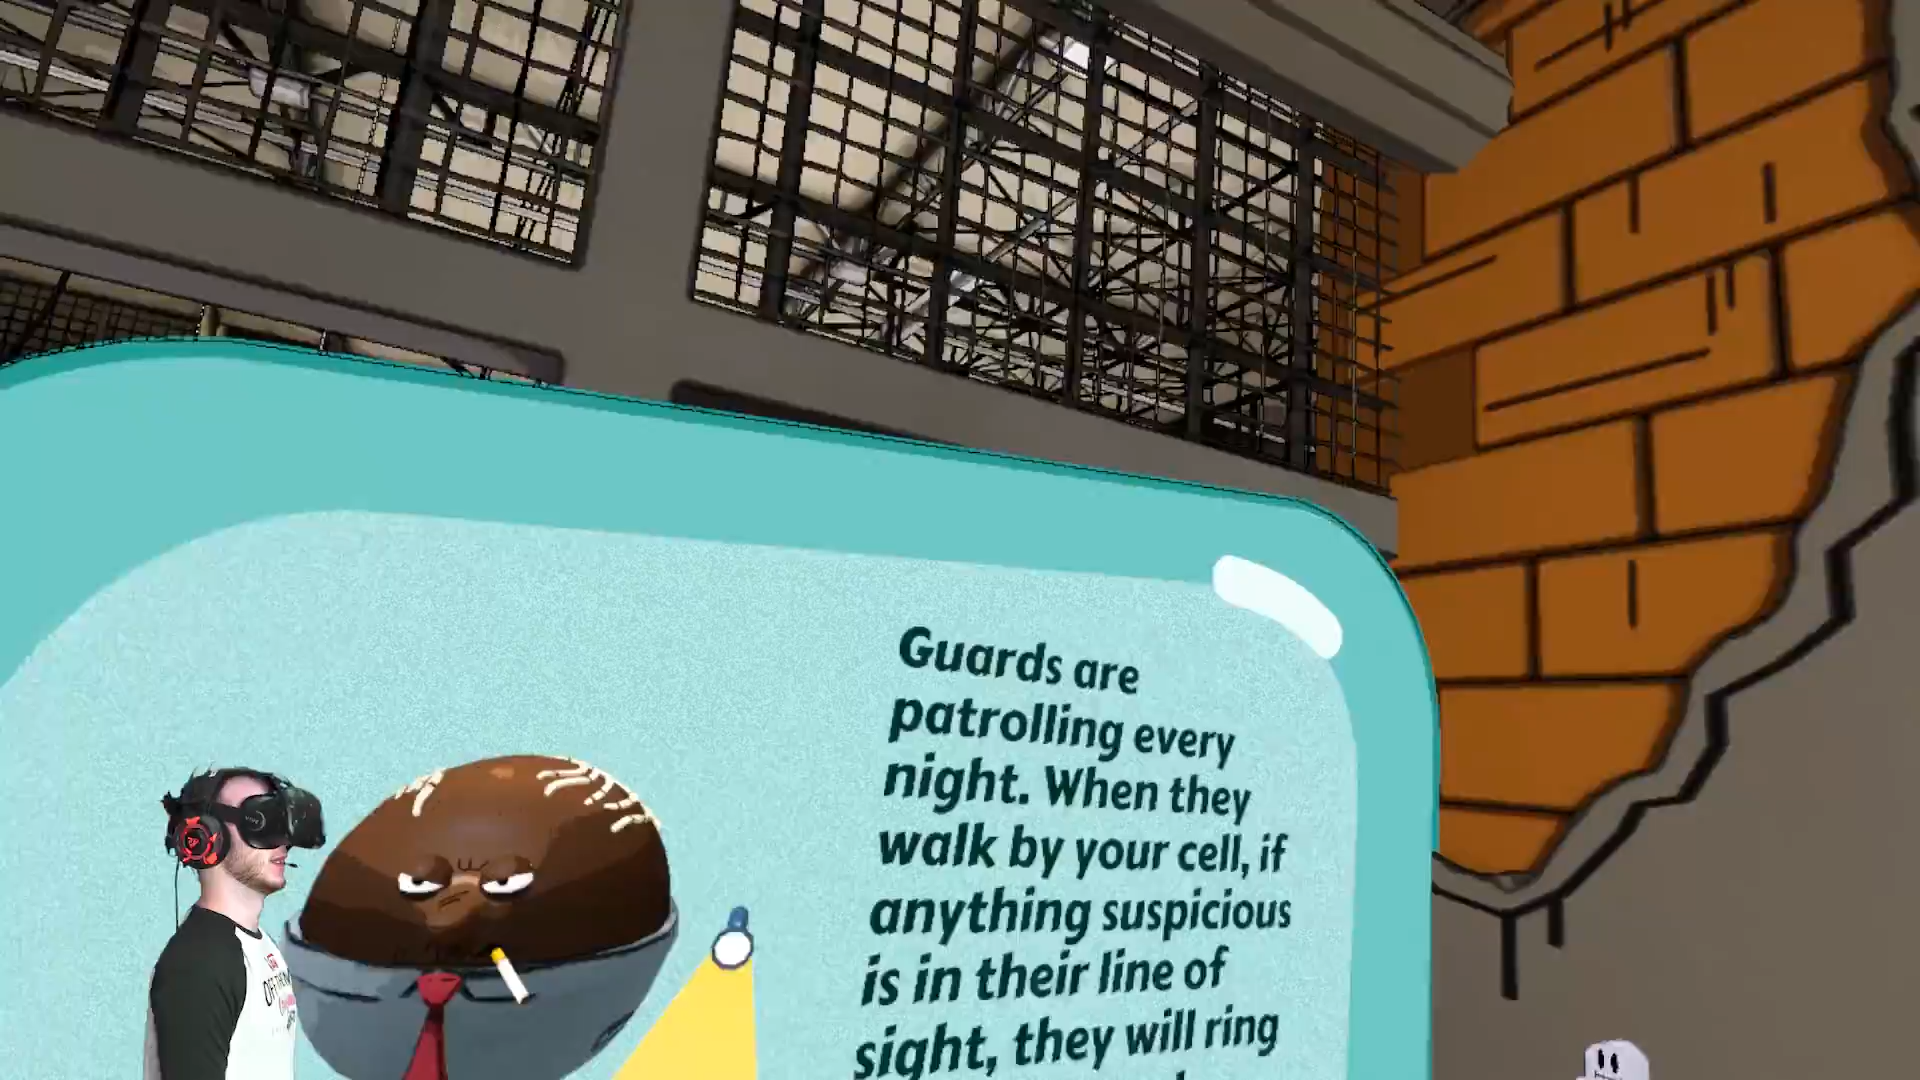 Guards are
patrolling every
night. When they
walk by your cell, if
anything suspicious
is in their line of
sight, they will ring